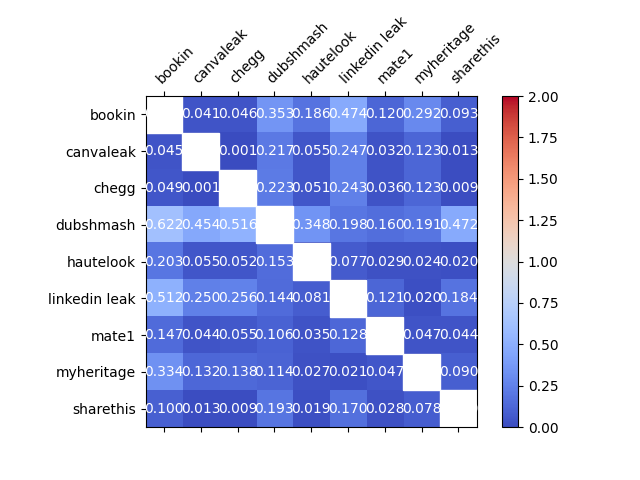 bookin canvaleak chegg dubshmash hautelook linkedin leak mate1 myheritage sharethis
bookin 0.041 0.046 0.353 0.186 0.474 0.120 0.292 0.093
canvaleak 0.045 0.001 0.217 0.055 0.247 0.032 0.123 0.013
chegg 0.049 0.001 0.223 0.051 0.243 0.036 0.123 0.009
dubshmash 0.622 0.454 0.516 0.348 0.198 0.160 0.191 0.472
hautelook 0.203 0.055 0.052 0.153 0.077 0.029 0.024 0.020
linkedin leak 0.512 0.250 0.256 0.144 0.081 0.121 0.020 0.184
mate1 0.147 0.044 0.055 0.106 0.035 0.128 0.047 0.044
myheritage 0.334 0.132 0.138 0.114 0.027 0.021 0.047 0.090
sharethis 0.100 0.013 0.009 0.193 0.019 0.170 0.028 0.078
2.00
1.75
1.50
1.25
1.00
0.75
0.50
0.25
0.00